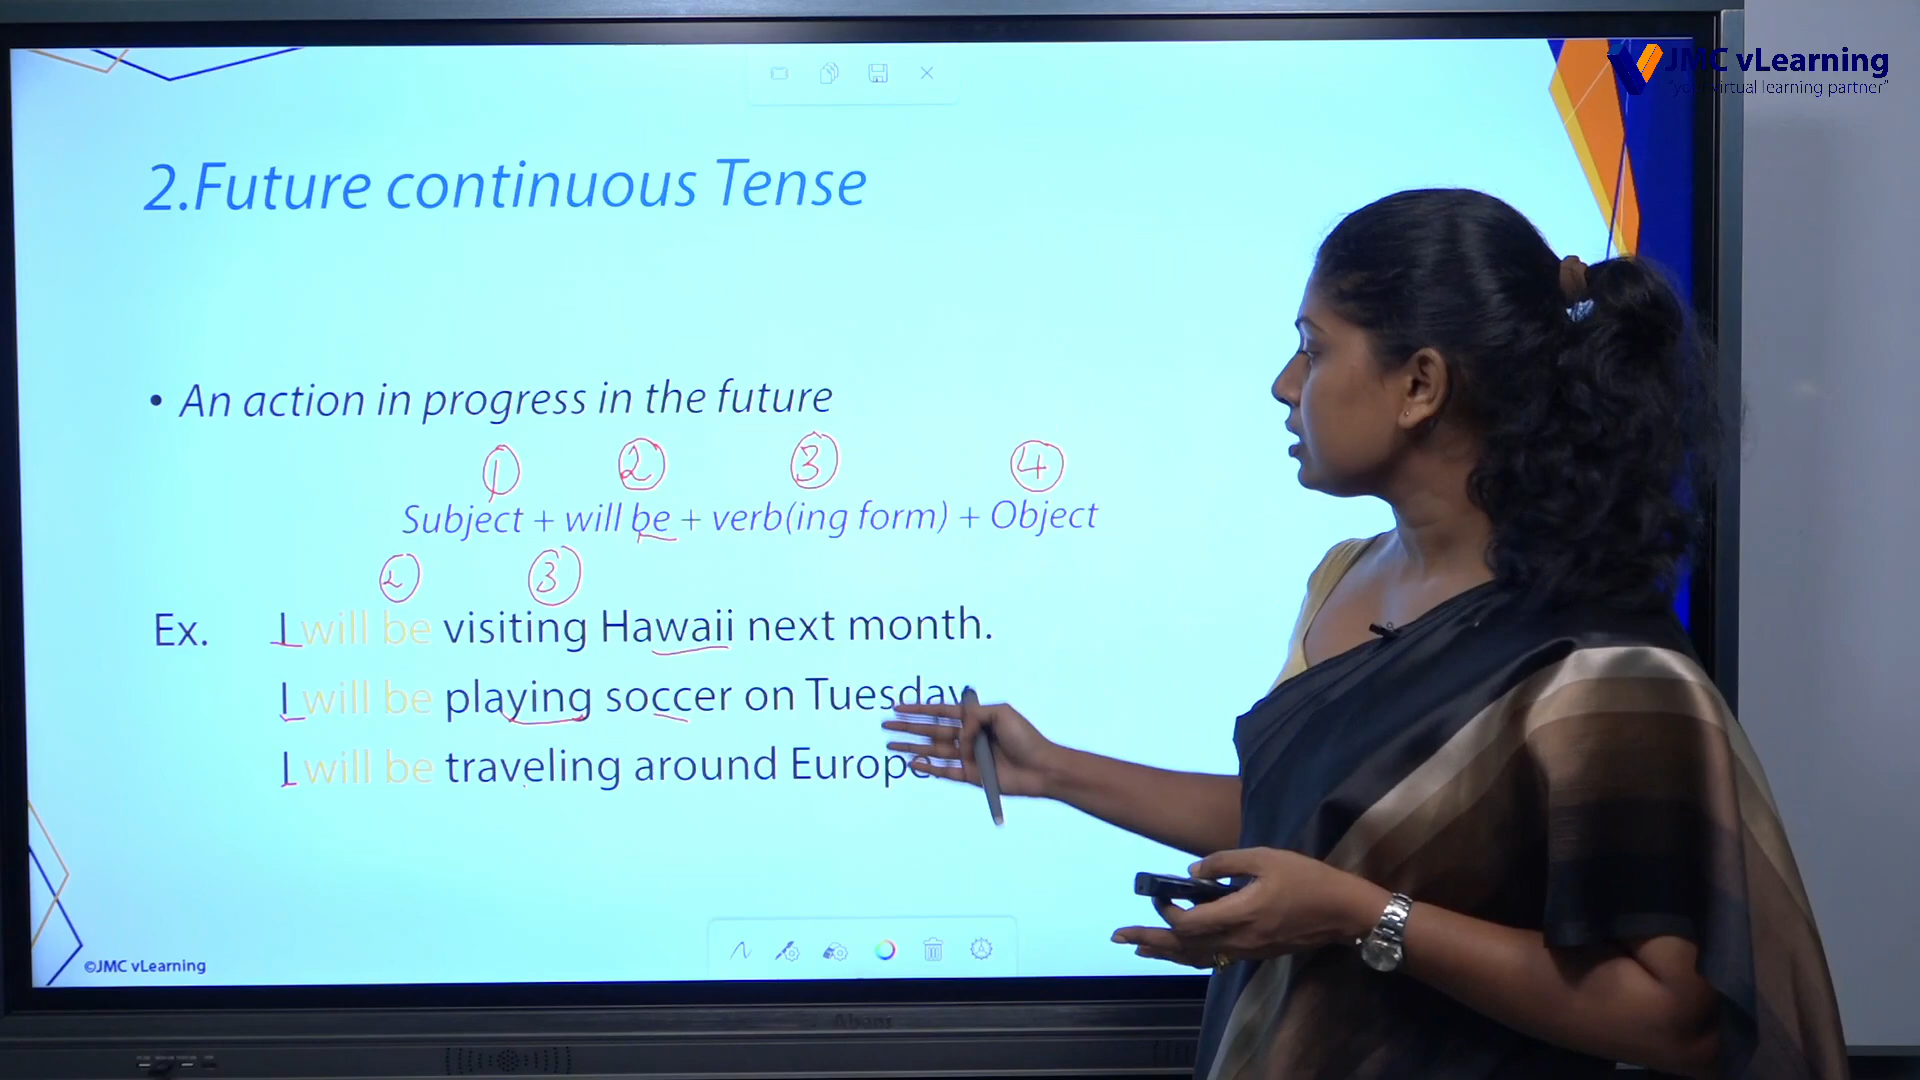 JMC vLearning
"your virtual learning partner"
2.Future continuous Tense
• An action in progress in the future
1 2 3 4
Subject + will be + verb(ing form) + Object
2 3
Ex. I will be visiting Hawaii next month.
I will be playing soccer on Tuesday
I will be traveling around Europe.
©JMC vLearning
Abans